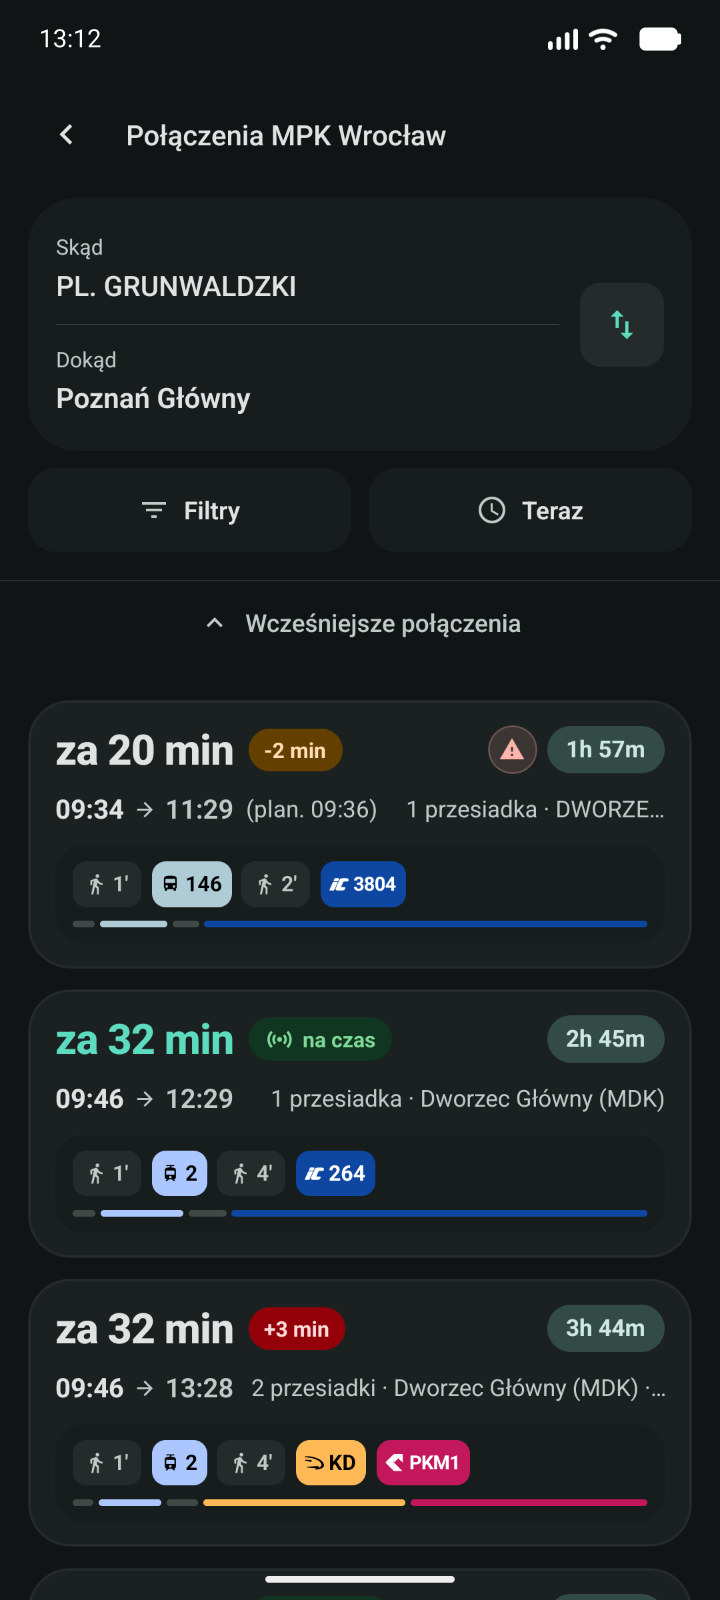 13:12
Połączenia MPK Wrocław
Skąd
PL. GRUNWALDZKI
Dokąd
Poznań Główny
Filtry
Teraz
Wcześniejsze połączenia
za 20 min -2 min 1h 57m
09:34 → 11:29 (plan. 09:36) 1 przesiadka · DWORZE…
1' 146 2' IC 3804
za 32 min na czas 2h 45m
09:46 → 12:29 1 przesiadka · Dworzec Główny (MDK)
1' 2 4' IC 264
za 32 min +3 min 3h 44m
09:46 → 13:28 2 przesiadki · Dworzec Główny (MDK) ·…
1' 2 4' KD PKM1